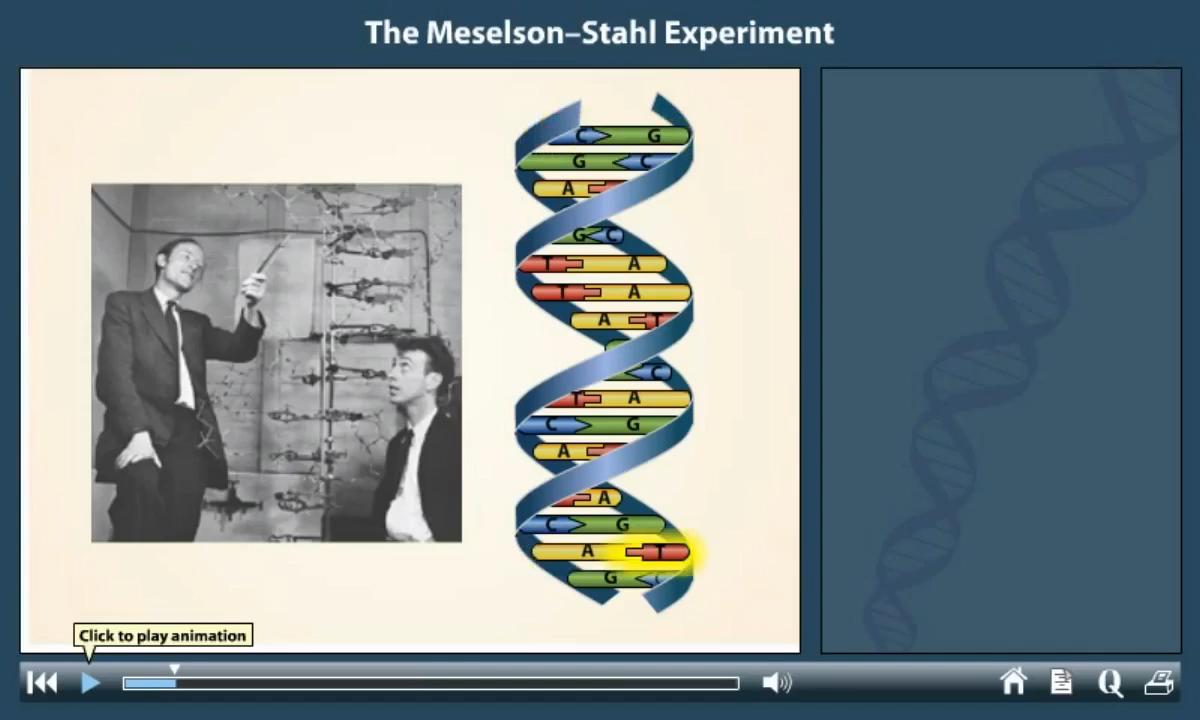 The Meselson–Stahl Experiment
C G
G C
A
G C
T A
T A
A T
C
T A
C G
A
A
C G
A T
G C
Click to play animation
Q